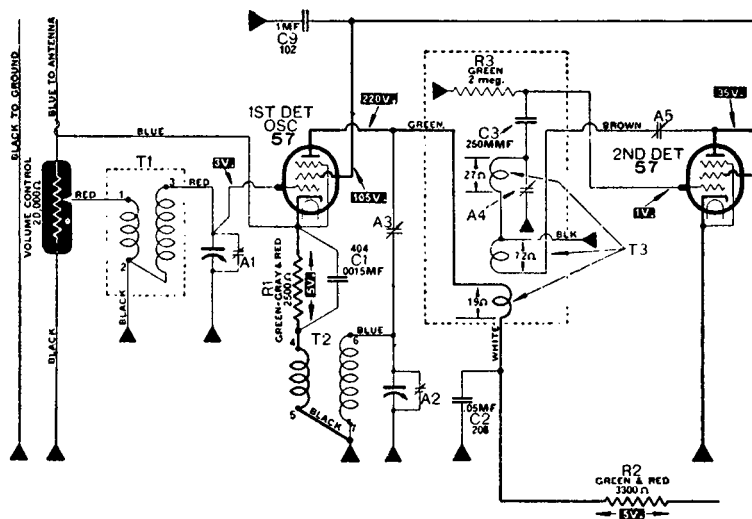 BLACK TO GROUND
BLUE TO ANTENNA
VOLUME CONTROL
20,000Ω
BLACK
BLUE
RED
T1
1
2
3
RED
BLACK
A1
3V.
.1MF
C9
102
1ST DET
OSC
57
220V.
105V.
A3
404
C1
.0015MF
R1
GREEN-GRAY & RED
2500Ω
5V.
T2
4
5
6
7
BLUE
BLACK
A2
GREEN
R3
GREEN
2 meg.
C3
250MMF
27Ω
A4
BLK
72Ω
T3
19Ω
WHITE
BROWN
A5
35V.
2ND DET
57
1V.
.05MF
C2
208
R2
GREEN & RED
3300Ω
5V.